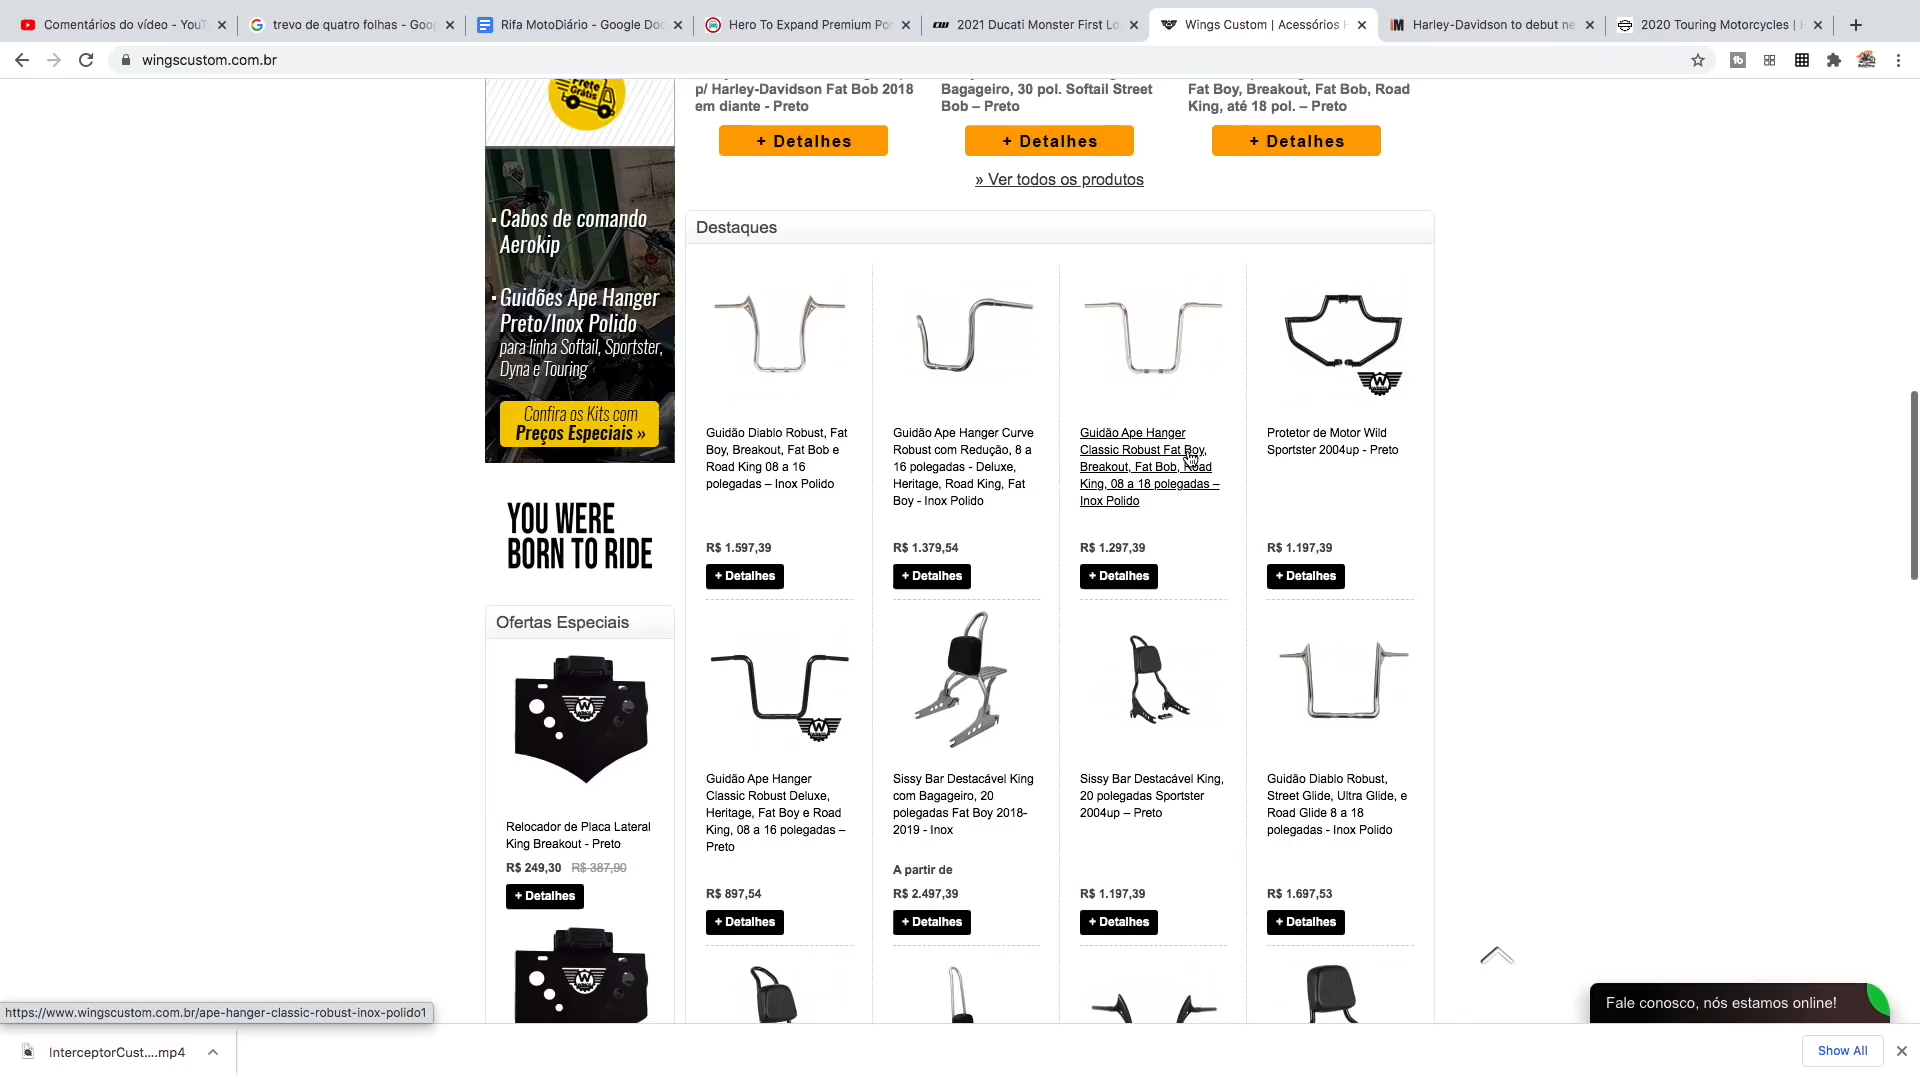 Comentários do vídeo - YouT
trevo de quatro folhas - Goog
Rifa MotoDiário - Google Doc
Hero To Expand Premium Por
2021 Ducati Monster First Lo
Wings Custom | Acessórios H
Harley-Davidson to debut ne
2020 Touring Motorcycles | H
wingscustom.com.br
Frete
Grátis
p/ Harley-Davidson Fat Bob 2018
em diante - Preto
Bagageiro, 30 pol. Softail Street
Bob – Preto
Fat Boy, Breakout, Fat Bob, Road
King, até 18 pol. – Preto
+ Detalhes
+ Detalhes
+ Detalhes
» Ver todos os produtos
Cabos de comando
Aerokip
Guidões Ape Hanger
Preto/Inox Polido
para linha Softail, Sportster,
Dyna e Touring
Confira os Kits com
Preços Especiais »
YOU WERE
BORN TO RIDE
Destaques
Guidão Diablo Robust, Fat
Boy, Breakout, Fat Bob e
Road King 08 a 16
polegadas – Inox Polido
R$ 1.597,39
+ Detalhes
Guidão Ape Hanger Curve
Robust com Redução, 8 a
16 polegadas - Deluxe,
Heritage, Road King, Fat
Boy - Inox Polido
R$ 1.379,54
+ Detalhes
Guidão Ape Hanger
Classic Robust Fat Boy,
Breakout, Fat Bob, Road
King, 08 a 18 polegadas –
Inox Polido
R$ 1.297,39
+ Detalhes
Protetor de Motor Wild
Sportster 2004up - Preto
R$ 1.197,39
+ Detalhes
Ofertas Especiais
Relocador de Placa Lateral
King Breakout - Preto
R$ 249,30 R$ 387,90
+ Detalhes
Guidão Ape Hanger
Classic Robust Deluxe,
Heritage, Fat Boy e Road
King, 08 a 16 polegadas –
Preto
R$ 897,54
+ Detalhes
Sissy Bar Destacável King
com Bagageiro, 20
polegadas Fat Boy 2018-
2019 - Inox
A partir de
R$ 2.497,39
+ Detalhes
Sissy Bar Destacável King,
20 polegadas Sportster
2004up – Preto
R$ 1.197,39
+ Detalhes
Guidão Diablo Robust,
Street Glide, Ultra Glide, e
Road Glide 8 a 18
polegadas - Inox Polido
R$ 1.697,53
+ Detalhes
Fale conosco, nós estamos online!
https://www.wingscustom.com.br/ape-hanger-classic-robust-inox-polido1
InterceptorCust....mp4
Show All